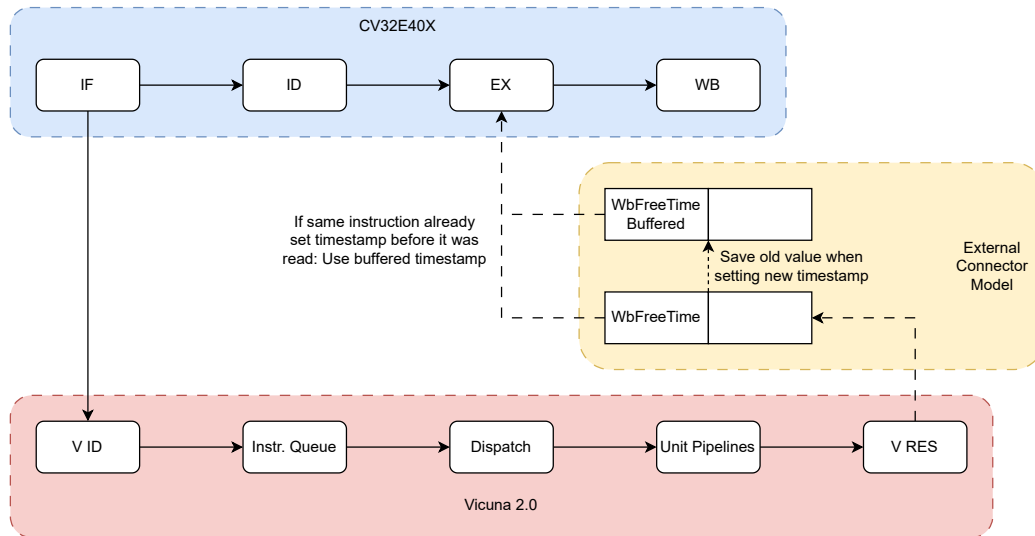 CV32E40X
IF
ID
EX
WB
If same instruction already
set timestamp before it was
read: Use buffered timestamp
WbFreeTime
Buffered
Save old value when
setting new timestamp
WbFreeTime
External
Connector
Model
V ID
Instr. Queue
Dispatch
Unit Pipelines
V RES
Vicuna 2.0